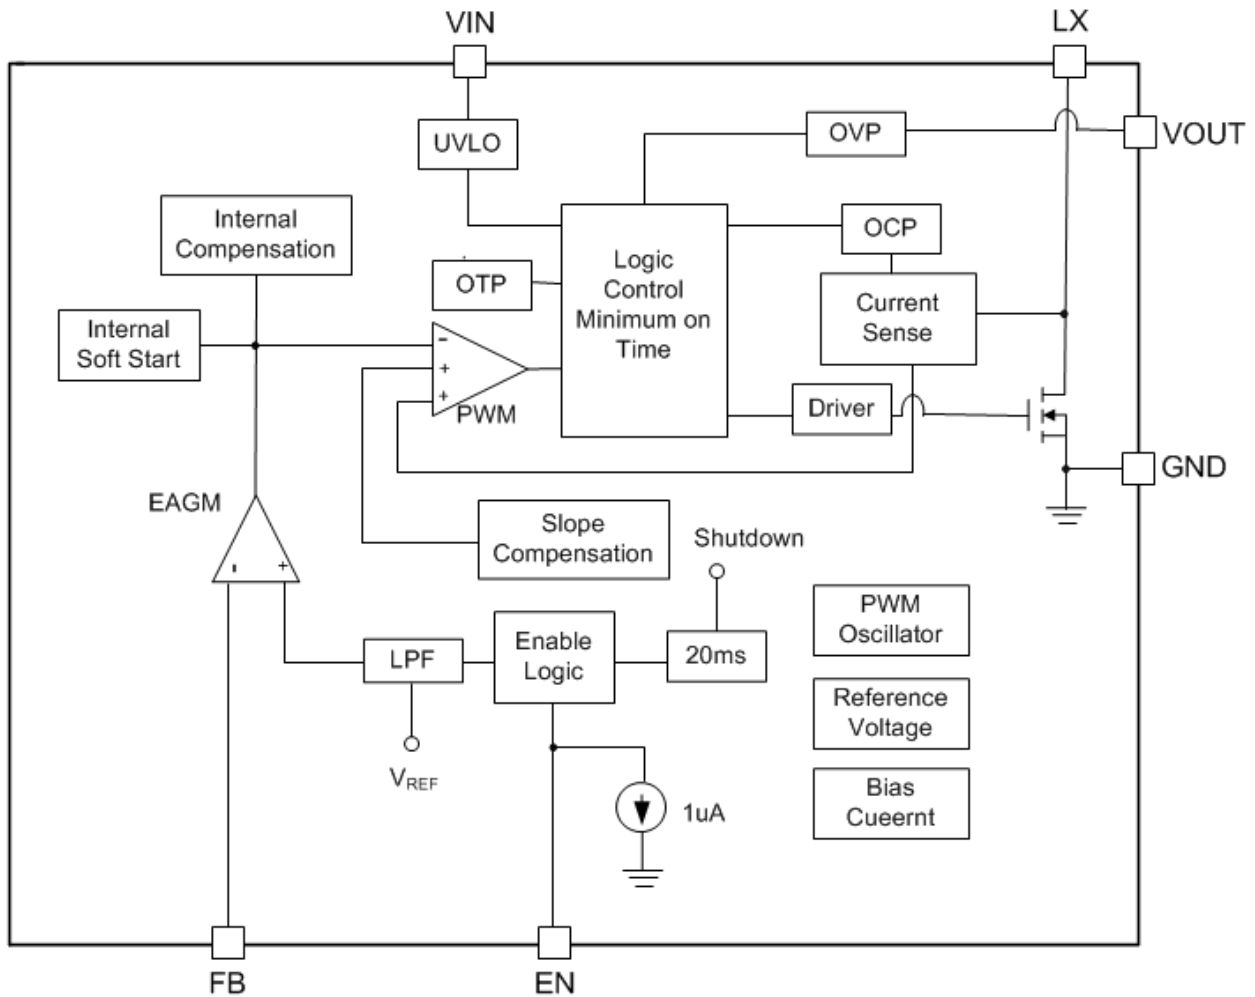 VIN
LX
UVLO
OVP
VOUT
Internal
Compensation
OCP
Logic
Control
Minimum on
Time
OTP
Current
Sense
Internal
Soft Start
-
+
+
PWM
Driver
GND
EAGM
Slope
Compensation
Shutdown
-
+
PWM
Oscillator
Enable
Logic
LPF
20ms
Reference
Voltage
VREF
Bias
Cueernt
1uA
FB
EN